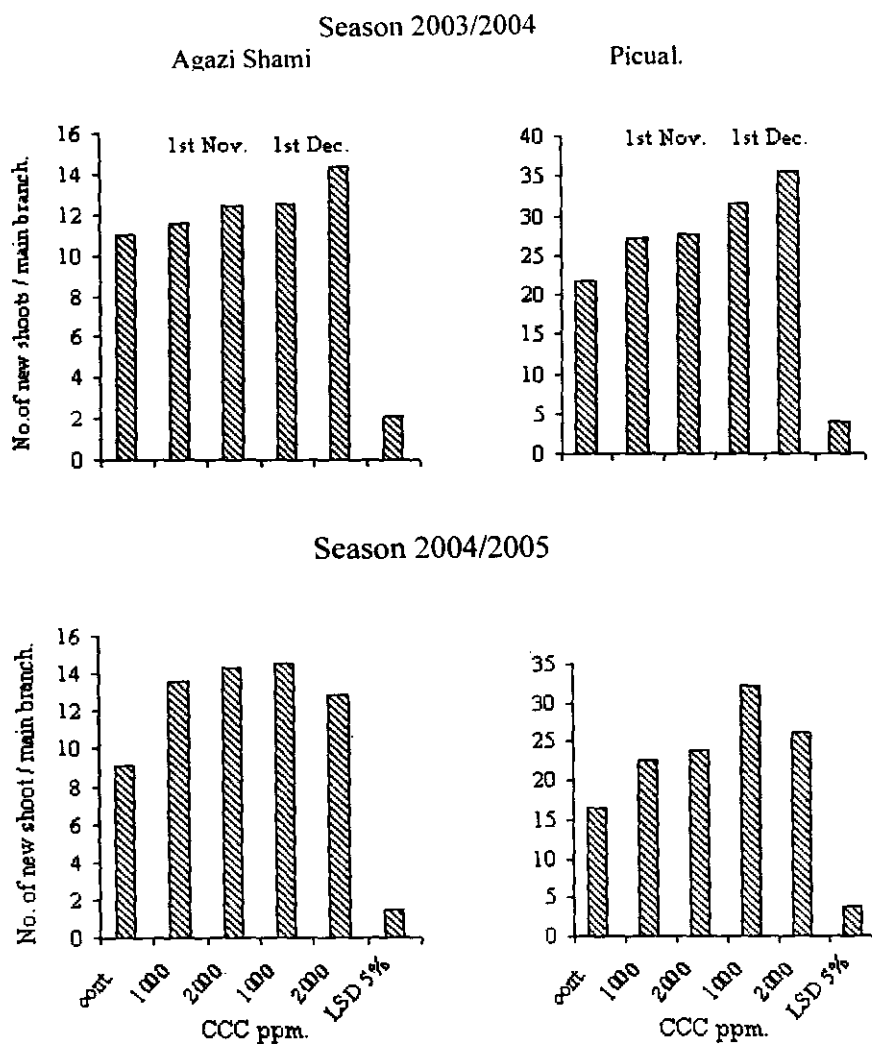 Season 2003/2004
Agazi Shami
Picual.
No.of new shoots / main branch.
16
14
12
10
8
6
4
2
0
1st Nov. 1st Dec.
40
35
30
25
20
15
10
5
0
1st Nov. 1st Dec.
Season 2004/2005
No. of new shoot / main branch.
16
14
12
10
8
6
4
2
0
cont. 1000 2000 1000 2000 LSD 5%
CCC ppm.
35
30
25
20
15
10
5
0
cont 1000 2000 1000 2000 LSD 5%
CCC ppm.